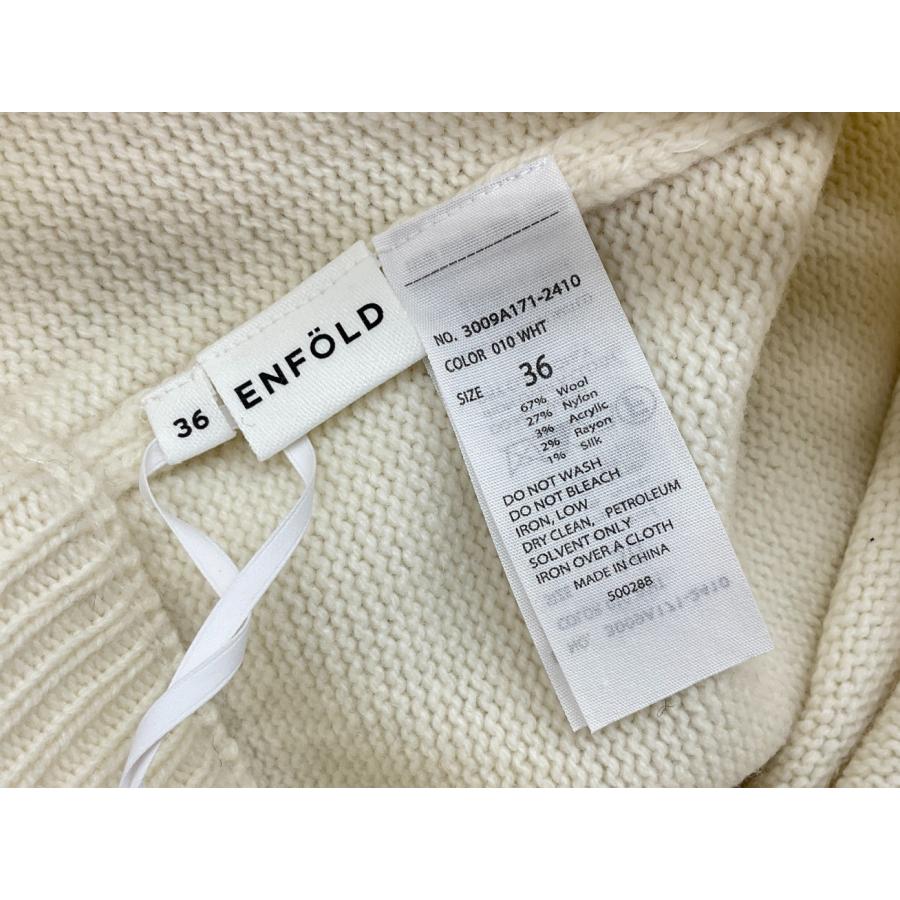 ENFÖLD
36
NO. 3009A171-2410
COLOR 010 WHT
SIZE 36
67% Wool
27% Nylon
3% Acrylic
2% Rayon
1% Silk
DO NOT WASH
DO NOT BLEACH
IRON, LOW
DRY CLEAN, PETROLEUM
SOLVENT ONLY
IRON OVER A CLOTH
MADE IN CHINA
50028B